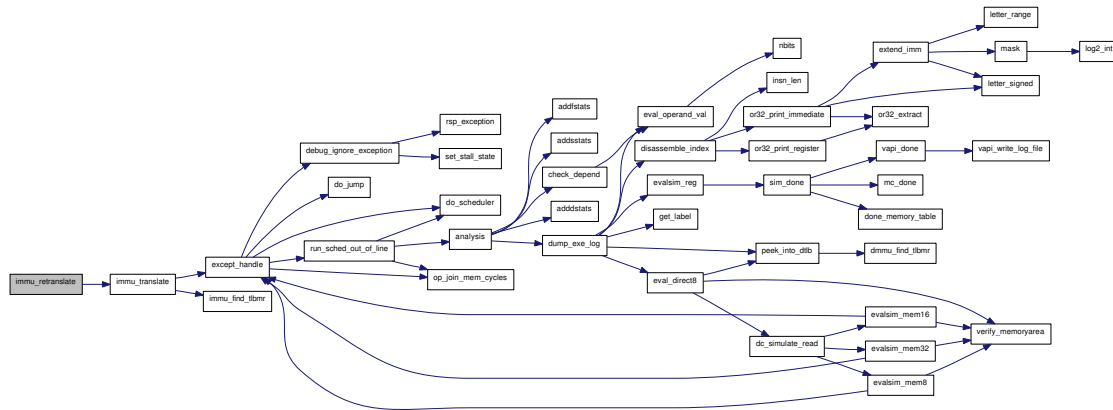 letter_range
nbits
extend_imm
mask
log2_int
insn_len
letter_signed
addfstats
eval_operand_val
or32_print_immediate
or32_extract
rsp_exception
addsstats
debug_ignore_exception
disassemble_index
or32_print_register
vapi_done
vapi_write_log_file
set_stall_state
check_depend
evalsim_reg
sim_done
mc_done
do_jump
do_scheduler
adddstats
get_label
done_memory_table
run_sched_out_of_line
analysis
dump_exe_log
peek_into_dtlb
dmmu_find_tlbmr
except_handle
op_join_mem_cycles
immu_retranslate
immu_translate
eval_direct8
immu_find_tlbmr
evalsim_mem16
verify_memoryarea
dc_simulate_read
evalsim_mem32
evalsim_mem8